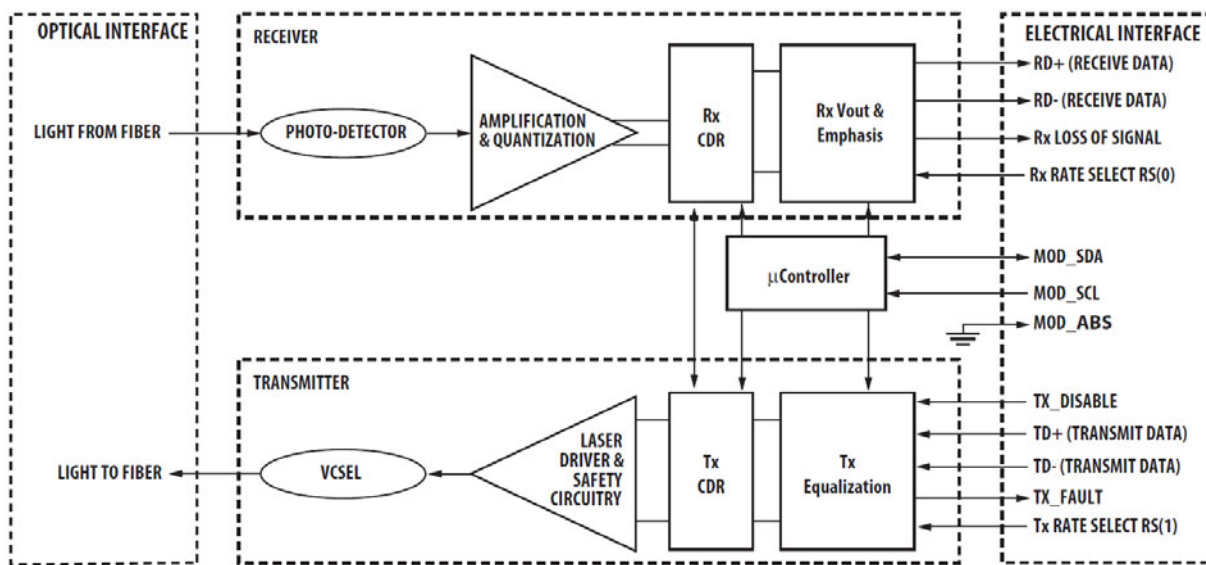 OPTICAL INTERFACE
LIGHT FROM FIBER
LIGHT TO FIBER
RECEIVER
PHOTO-DETECTOR
AMPLIFICATION
& QUANTIZATION
Rx
CDR
Rx Vout &
Emphasis
μController
TRANSMITTER
VCSEL
LASER
DRIVER &
SAFETY
CIRCUITRY
Tx
CDR
Tx
Equalization
ELECTRICAL INTERFACE
RD+ (RECEIVE DATA)
RD- (RECEIVE DATA)
Rx LOSS OF SIGNAL
Rx RATE SELECT RS(0)
MOD_SDA
MOD_SCL
MOD_ABS
TX_DISABLE
TD+ (TRANSMIT DATA)
TD- (TRANSMIT DATA)
TX_FAULT
Tx RATE SELECT RS(1)